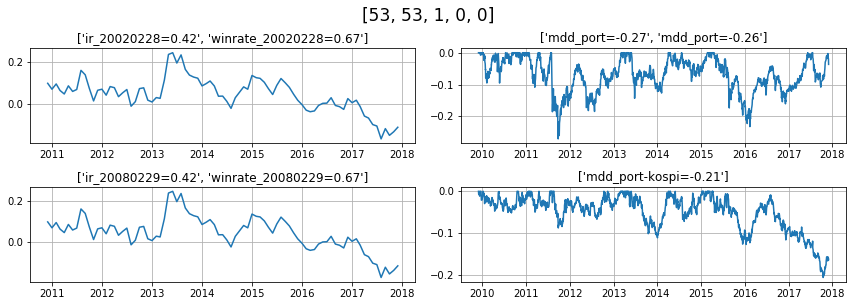 [53, 53, 1, 0, 0]
['ir_20020228=0.42', 'winrate_20020228=0.67']
0.2
0.0
2011 2012 2013 2014 2015 2016 2017 2018
['mdd_port=-0.27', 'mdd_port=-0.26']
0.0
−0.1
−0.2
2010 2011 2012 2013 2014 2015 2016 2017 2018
['ir_20080229=0.42', 'winrate_20080229=0.67']
0.2
0.0
2011 2012 2013 2014 2015 2016 2017 2018
['mdd_port-kospi=-0.21']
0.0
−0.1
−0.2
2010 2011 2012 2013 2014 2015 2016 2017 2018